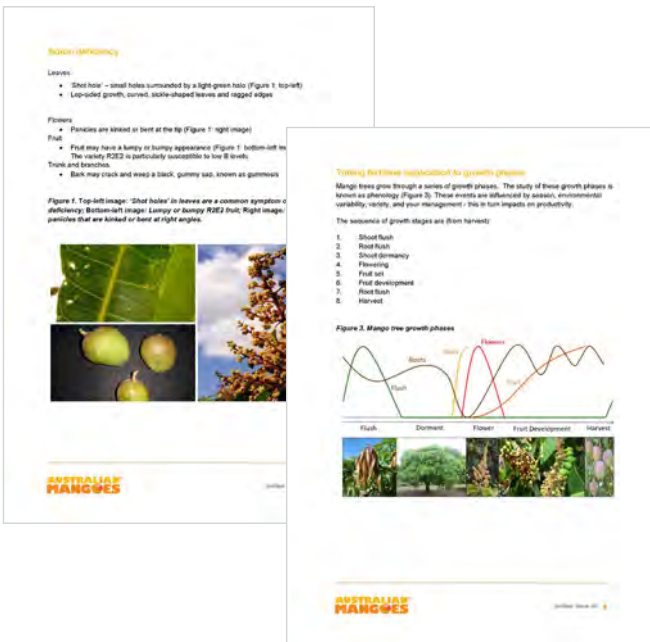 Boron deficiency
Leaves
• 'Shot hole' – small holes surrounded by a light-green halo (Figure 1: top-left)
• Lop-sided growth, curved, sickle-shaped leaves and ragged edges
Flowers
• Panicles are kinked or bent at the tip (Figure 1: right image)
Fruit
• Fruit may have a lumpy or bumpy appearance (Figure 1: bottom-left
The variety R2E2 is particularly susceptible to low B levels
Trunk and branches
• Bark may crack and weep a black, gummy sap, known as gummosis
Figure 1. Top-left image: 'Shot holes' in leaves are a common symptom
deficiency; Bottom-left image: Lumpy or bumpy R2E2 fruit; Right image:
panicles that are kinked or bent at right angles.
AUSTRALIAN
MANGOES
Timing fertiliser application to growth phases
Mango trees grow through a series of growth phases. The study of these growth phases is
known as phenology (Figure 3). These events are influenced by season, environmental
variability, variety, and your management - this in turn impacts on productivity.
The sequence of growth stages are (from harvest):
1. Shoot flush
2. Root flush
3. Shoot dormancy
4. Flowering
5. Fruit set
6. Fruit development
7. Root flush
8. Harvest
Figure 3. Mango tree growth phases
Flowers
Roots
Flush
Fruit
Flush Dormant Flower Fruit Development Harvest
AUSTRALIAN
MANGOES